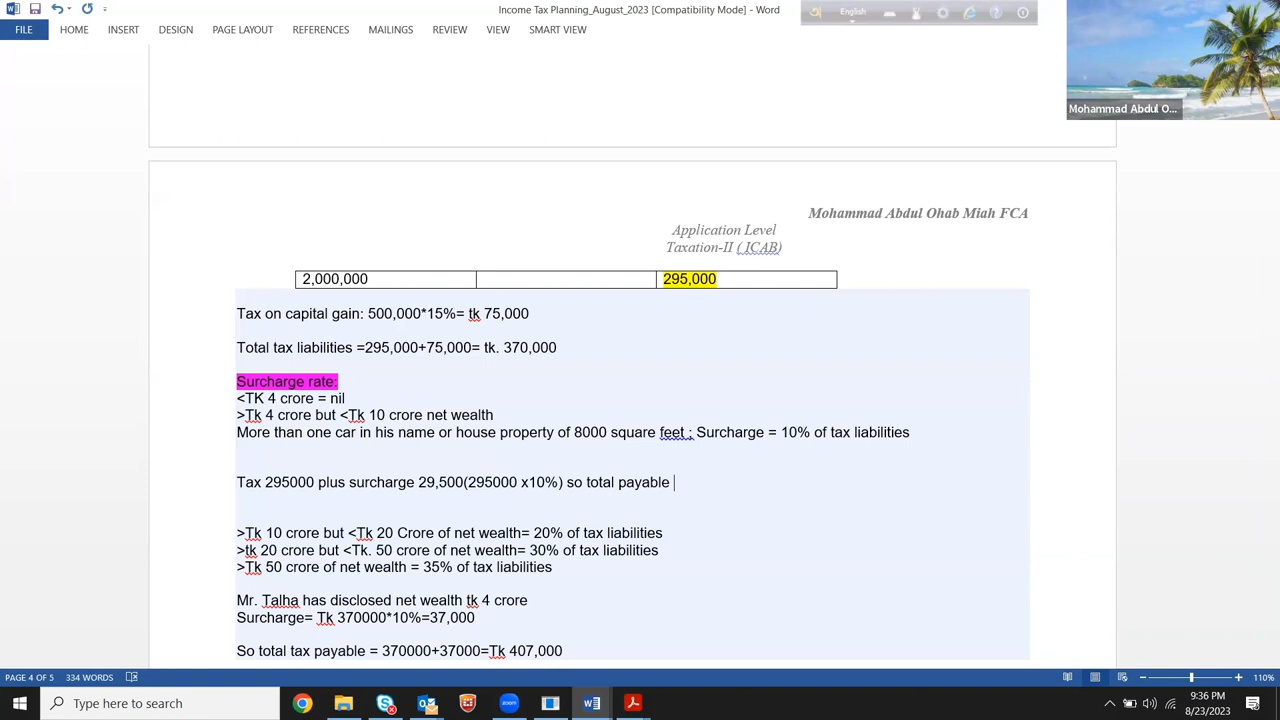 Income Tax Planning_August_2023 [Compatibility Mode] - Word
English
FILE HOME INSERT DESIGN PAGE LAYOUT REFERENCES MAILINGS REVIEW VIEW SMART VIEW
Mohammad Abdul O...
Mohammad Abdul Ohab Miah FCA
Application Level
Taxation-II ( ICAB)
2,000,000 295,000
Tax on capital gain: 500,000*15%= tk 75,000
Total tax liabilities =295,000+75,000= tk. 370,000
Surcharge rate:
<TK 4 crore = nil
>Tk 4 crore but <Tk 10 crore net wealth
More than one car in his name or house property of 8000 square feet ; Surcharge = 10% of tax liabilities
Tax 295000 plus surcharge 29,500(295000 x10%) so total payable
>Tk 10 crore but <Tk 20 Crore of net wealth= 20% of tax liabilities
>tk 20 crore but <Tk. 50 crore of net wealth= 30% of tax liabilities
>Tk 50 crore of net wealth = 35% of tax liabilities
Mr. Talha has disclosed net wealth tk 4 crore
Surcharge= Tk 370000*10%=37,000
So total tax payable = 370000+37000=Tk 407,000
PAGE 4 OF 5 334 WORDS 110%
Type here to search
zoom
9:36 PM
8/23/2023